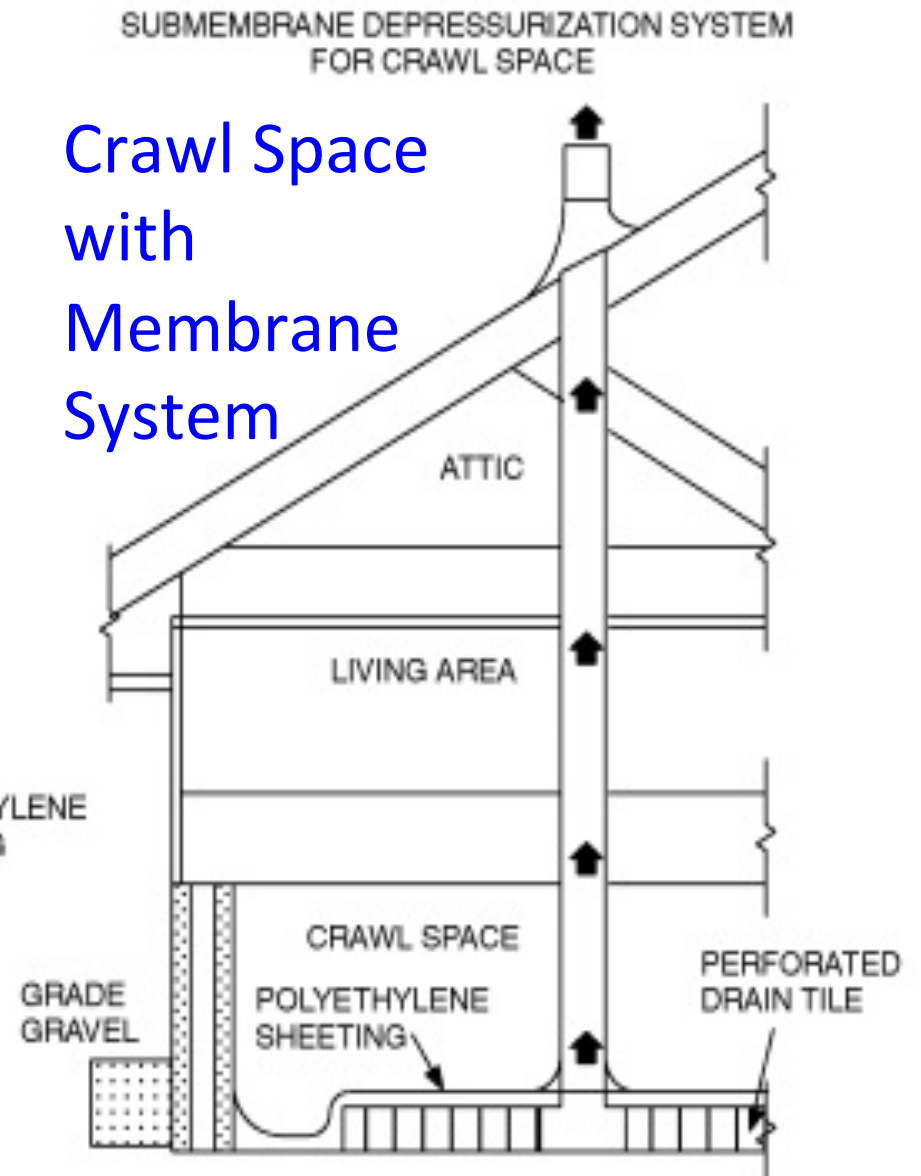 SUBMEMBRANE DEPRESSURIZATION SYSTEM
FOR CRAWL SPACE
Crawl Space
with
Membrane
System
ATTIC
LIVING AREA
YLENE
CRAWL SPACE
PERFORATED
DRAIN TILE
GRADE
GRAVEL
POLYETHYLENE
SHEETING